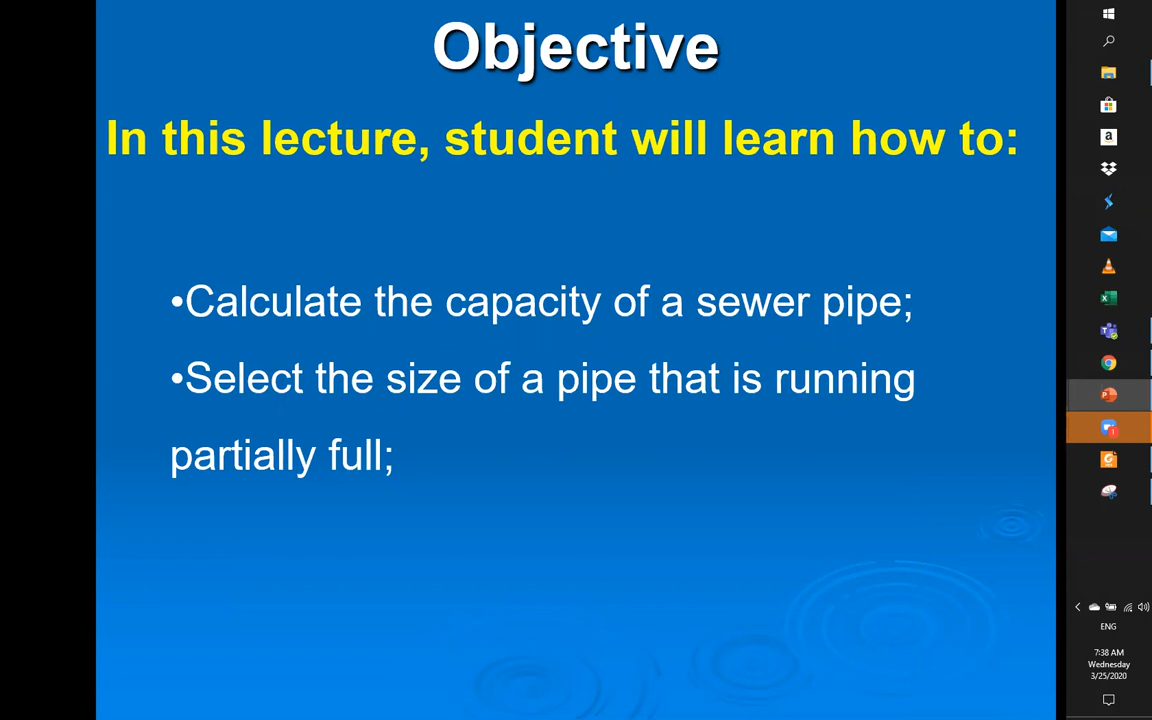 Objective
In this lecture, student will learn how to:
•Calculate the capacity of a sewer pipe;
•Select the size of a pipe that is running
partially full;
ENG
7:38 AM
Wednesday
3/25/2020